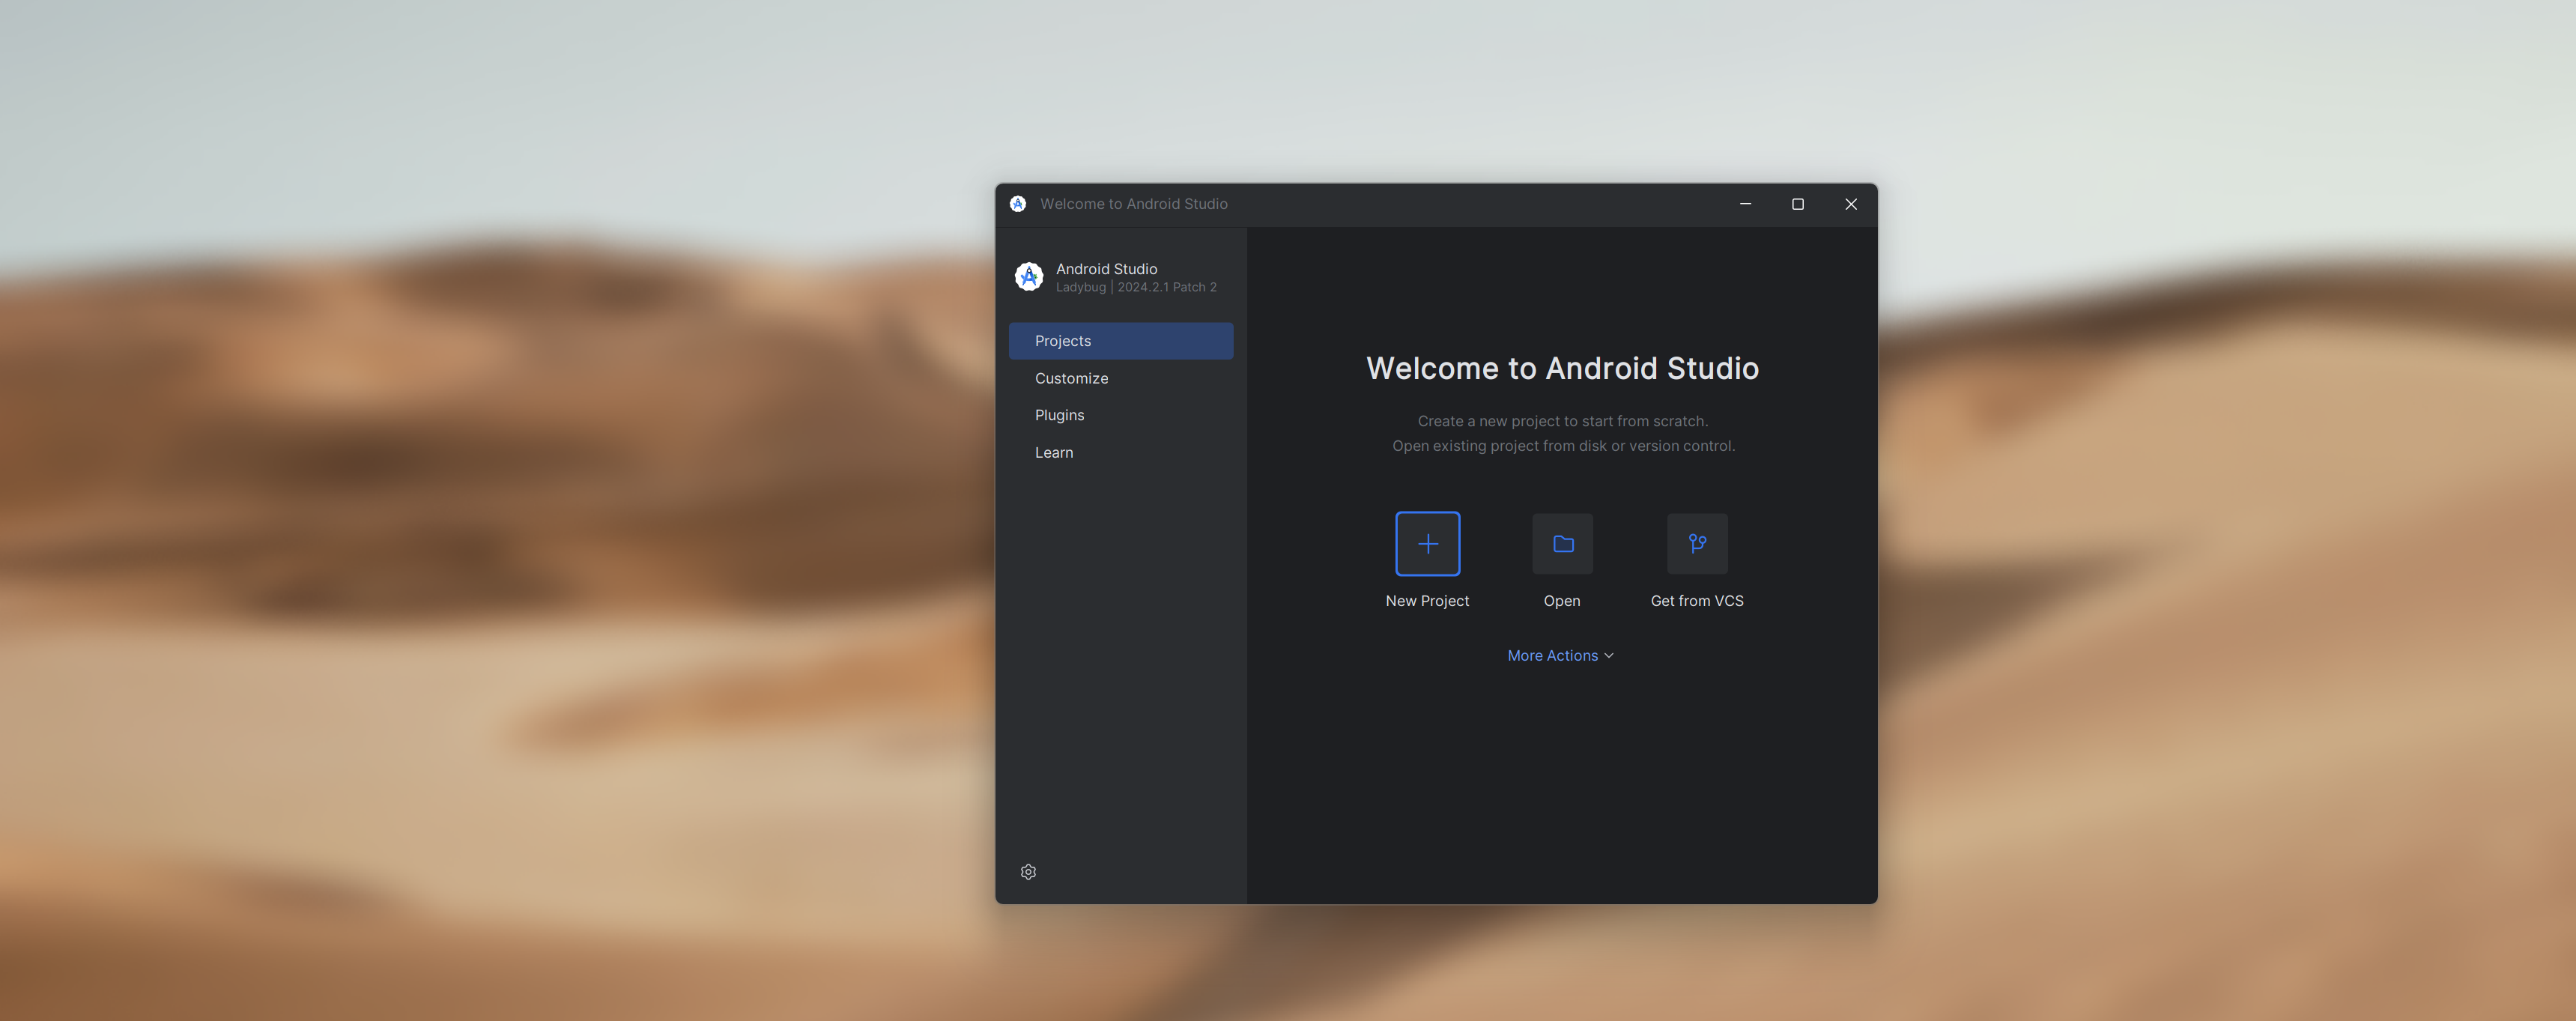 Welcome to Android Studio
Android Studio
Ladybug | 2024.2.1 Patch 2
Projects
Customize
Plugins
Learn
Welcome to Android Studio
Create a new project to start from scratch.
Open existing project from disk or version control.
New Project
Open
Get from VCS
More Actions